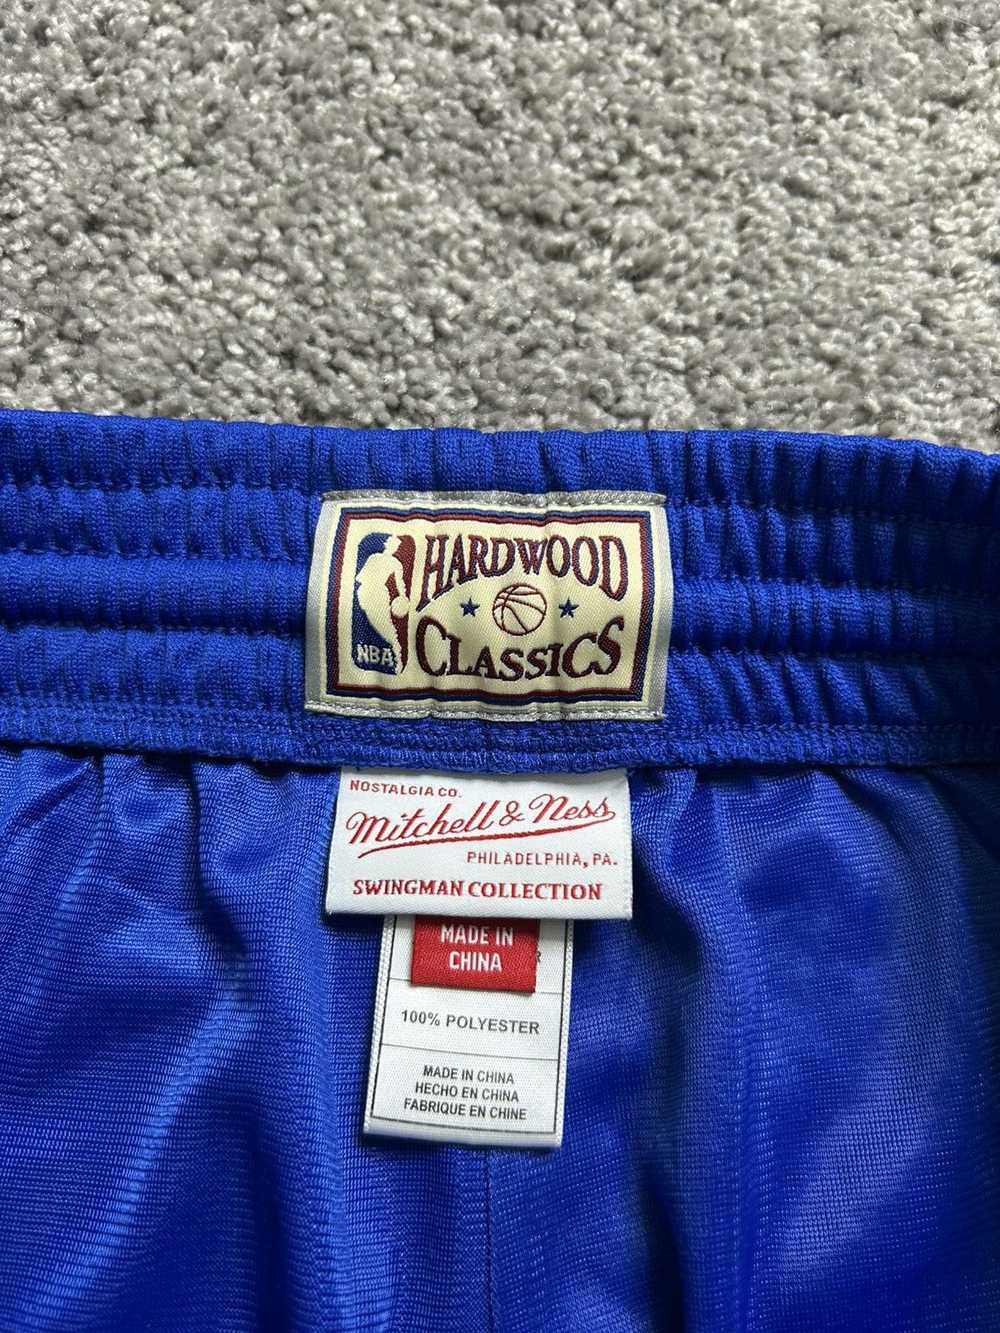 HARDWOOD
CLASSICS
NBA
NOSTALGIA CO.
Mitchell & Ness
PHILADELPHIA, PA.
SWINGMAN COLLECTION
MADE IN
CHINA
100% POLYESTER
MADE IN CHINA
HECHO EN CHINA
FABRIQUE EN CHINE